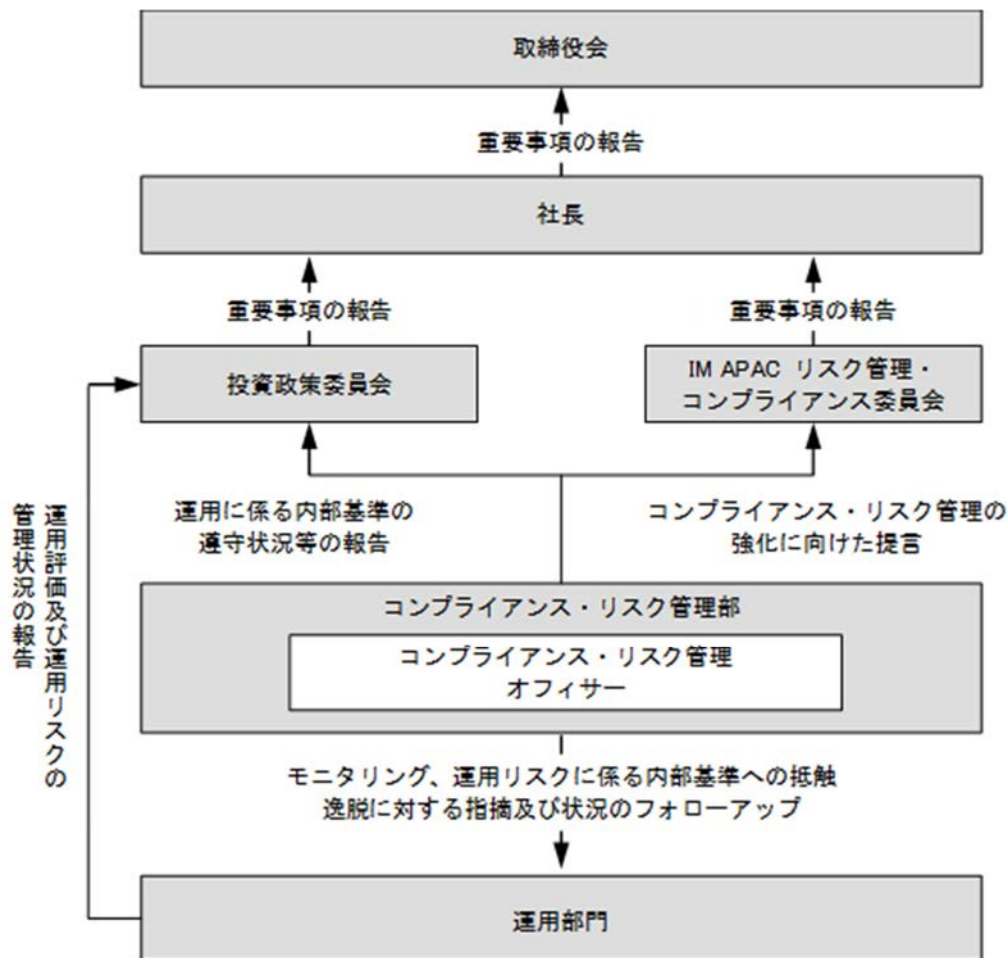 取締役会
重要事項の報告
社長
重要事項の報告
重要事項の報告
投資政策委員会
IM APAC リスク管理・
コンプライアンス委員会
運用に係る内部基準の
遵守状況等の報告
コンプライアンス・リスク管理の
強化に向けた提言
運用評価及び運用リスクの
管理状況の報告
コンプライアンス・リスク管理部
コンプライアンス・リスク管理
オフィサー
モニタリング、運用リスクに係る内部基準への抵触
逸脱に対する指摘及び状況のフォローアップ
運用部門